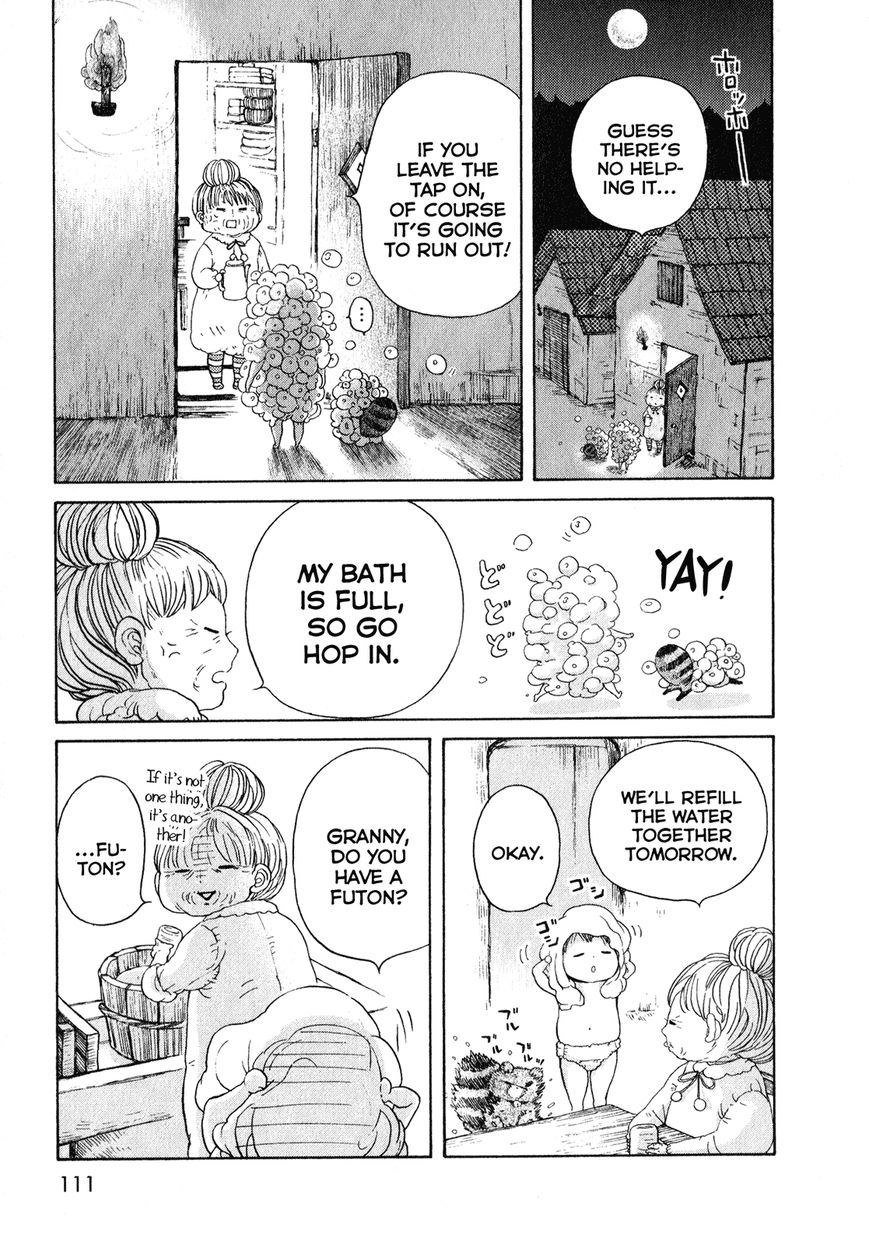 ホロッホー
GUESS
THERE'S
NO HELP-
ING IT...
IF YOU
LEAVE THE
TAP ON,
OF COURSE
IT'S GOING
TO RUN OUT!
...
YAY!
ど
ど
ど
MY BATH
IS FULL,
SO GO
HOP IN.
WE'LL REFILL
THE WATER
TOGETHER
TOMORROW.
OKAY.
ゴシ
ゴシ
ブル
ブル
GRANNY,
DO YOU
HAVE A
FUTON?
If it's not
one thing,
it's ano-
ther!
...FU-
TON?
111